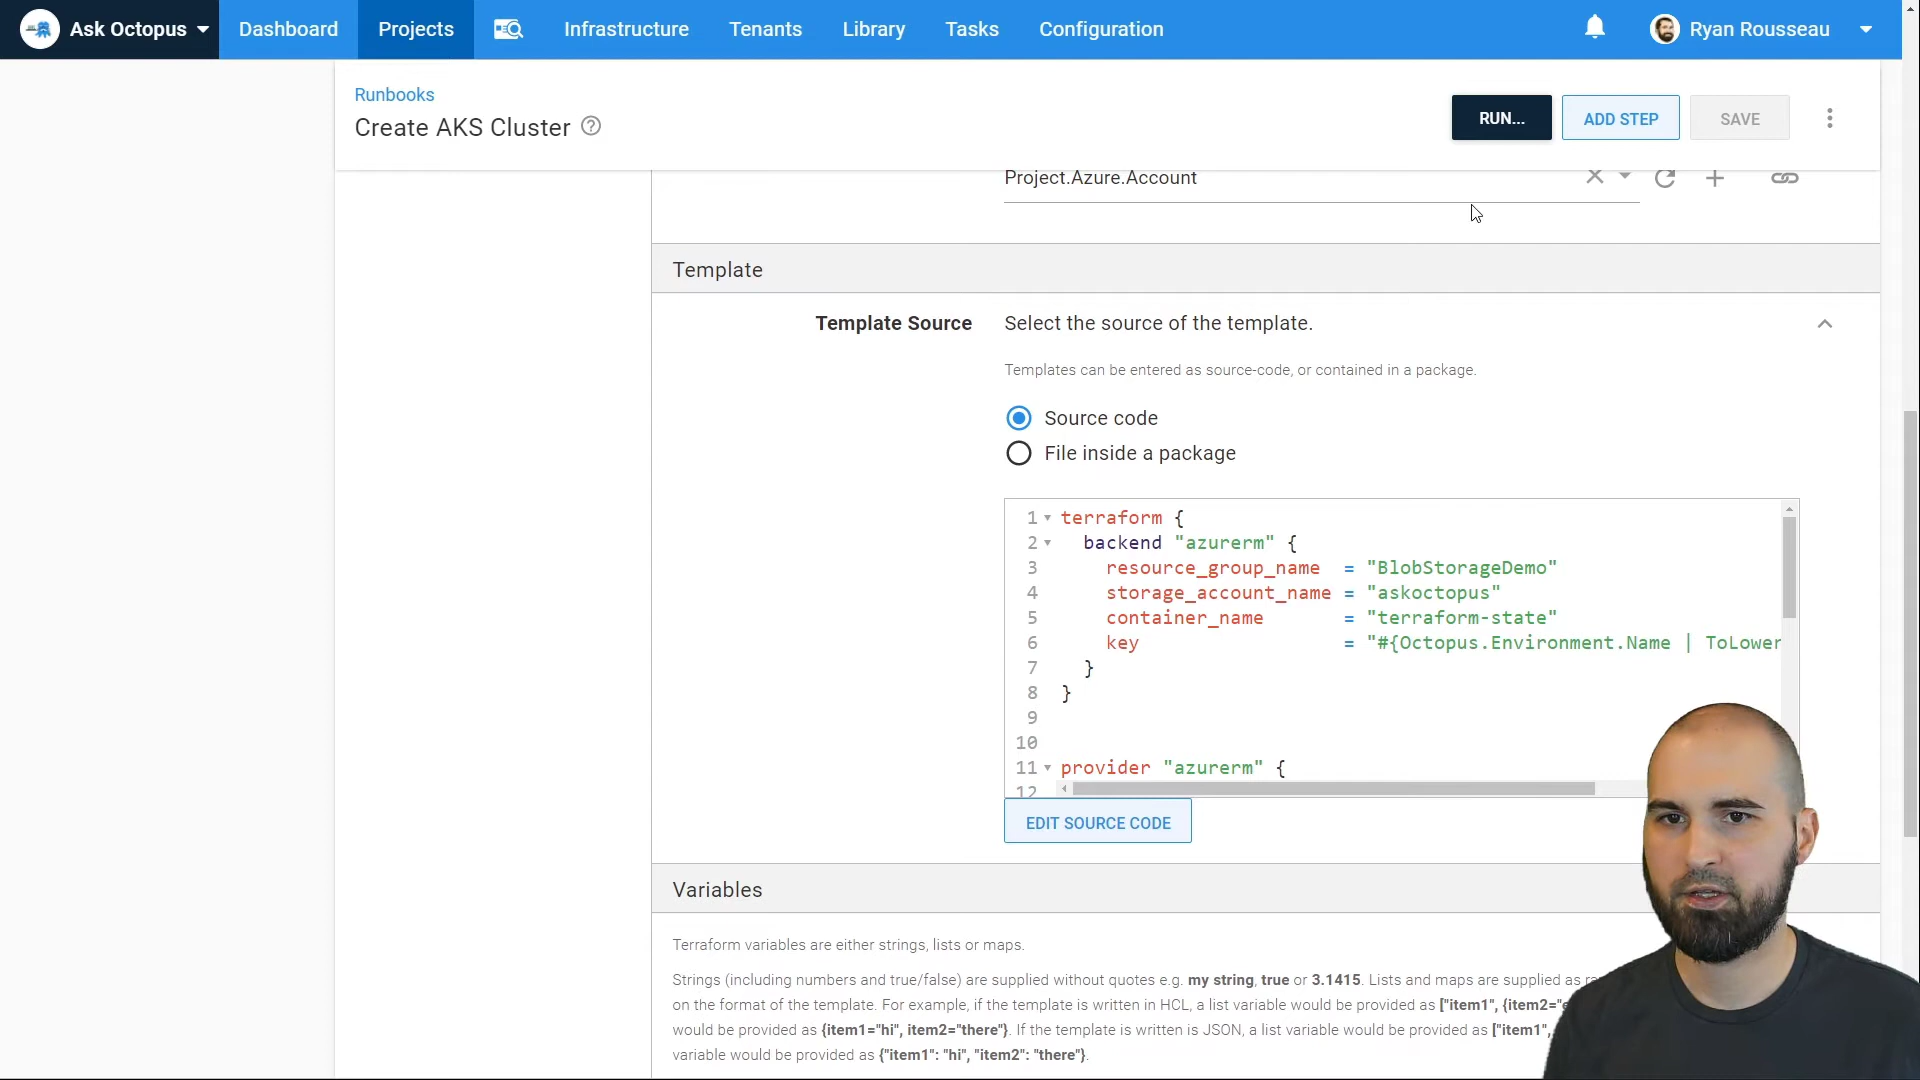 Ask Octopus
Dashboard
Projects
Infrastructure
Tenants
Library
Tasks
Configuration
Ryan Rousseau
Runbooks
Create AKS Cluster
RUN...
ADD STEP
SAVE
Project.Azure.Account
Template
Template Source
Select the source of the template.
Templates can be entered as source-code, or contained in a package.
Source code
File inside a package
1 terraform {
2 backend "azurerm" {
3 resource_group_name = "BlobStorageDemo"
4 storage_account_name = "askoctopus"
5 container_name = "terraform-state"
6 key = "#{Octopus.Environment.Name | ToLower
7 }
8 }
9
10
11 provider "azurerm" {
12
EDIT SOURCE CODE
Variables
Terraform variables are either strings, lists or maps.
Strings (including numbers and true/false) are supplied without quotes e.g. my string, true or 3.1415. Lists and maps are supplied as
on the format of the template. For example, if the template is written in HCL, a list variable would be provided as ["item1", {item2="
would be provided as {item1="hi", item2="there"}. If the template is written is JSON, a list variable would be provided as ["item1",
variable would be provided as {"item1": "hi", "item2": "there"}.